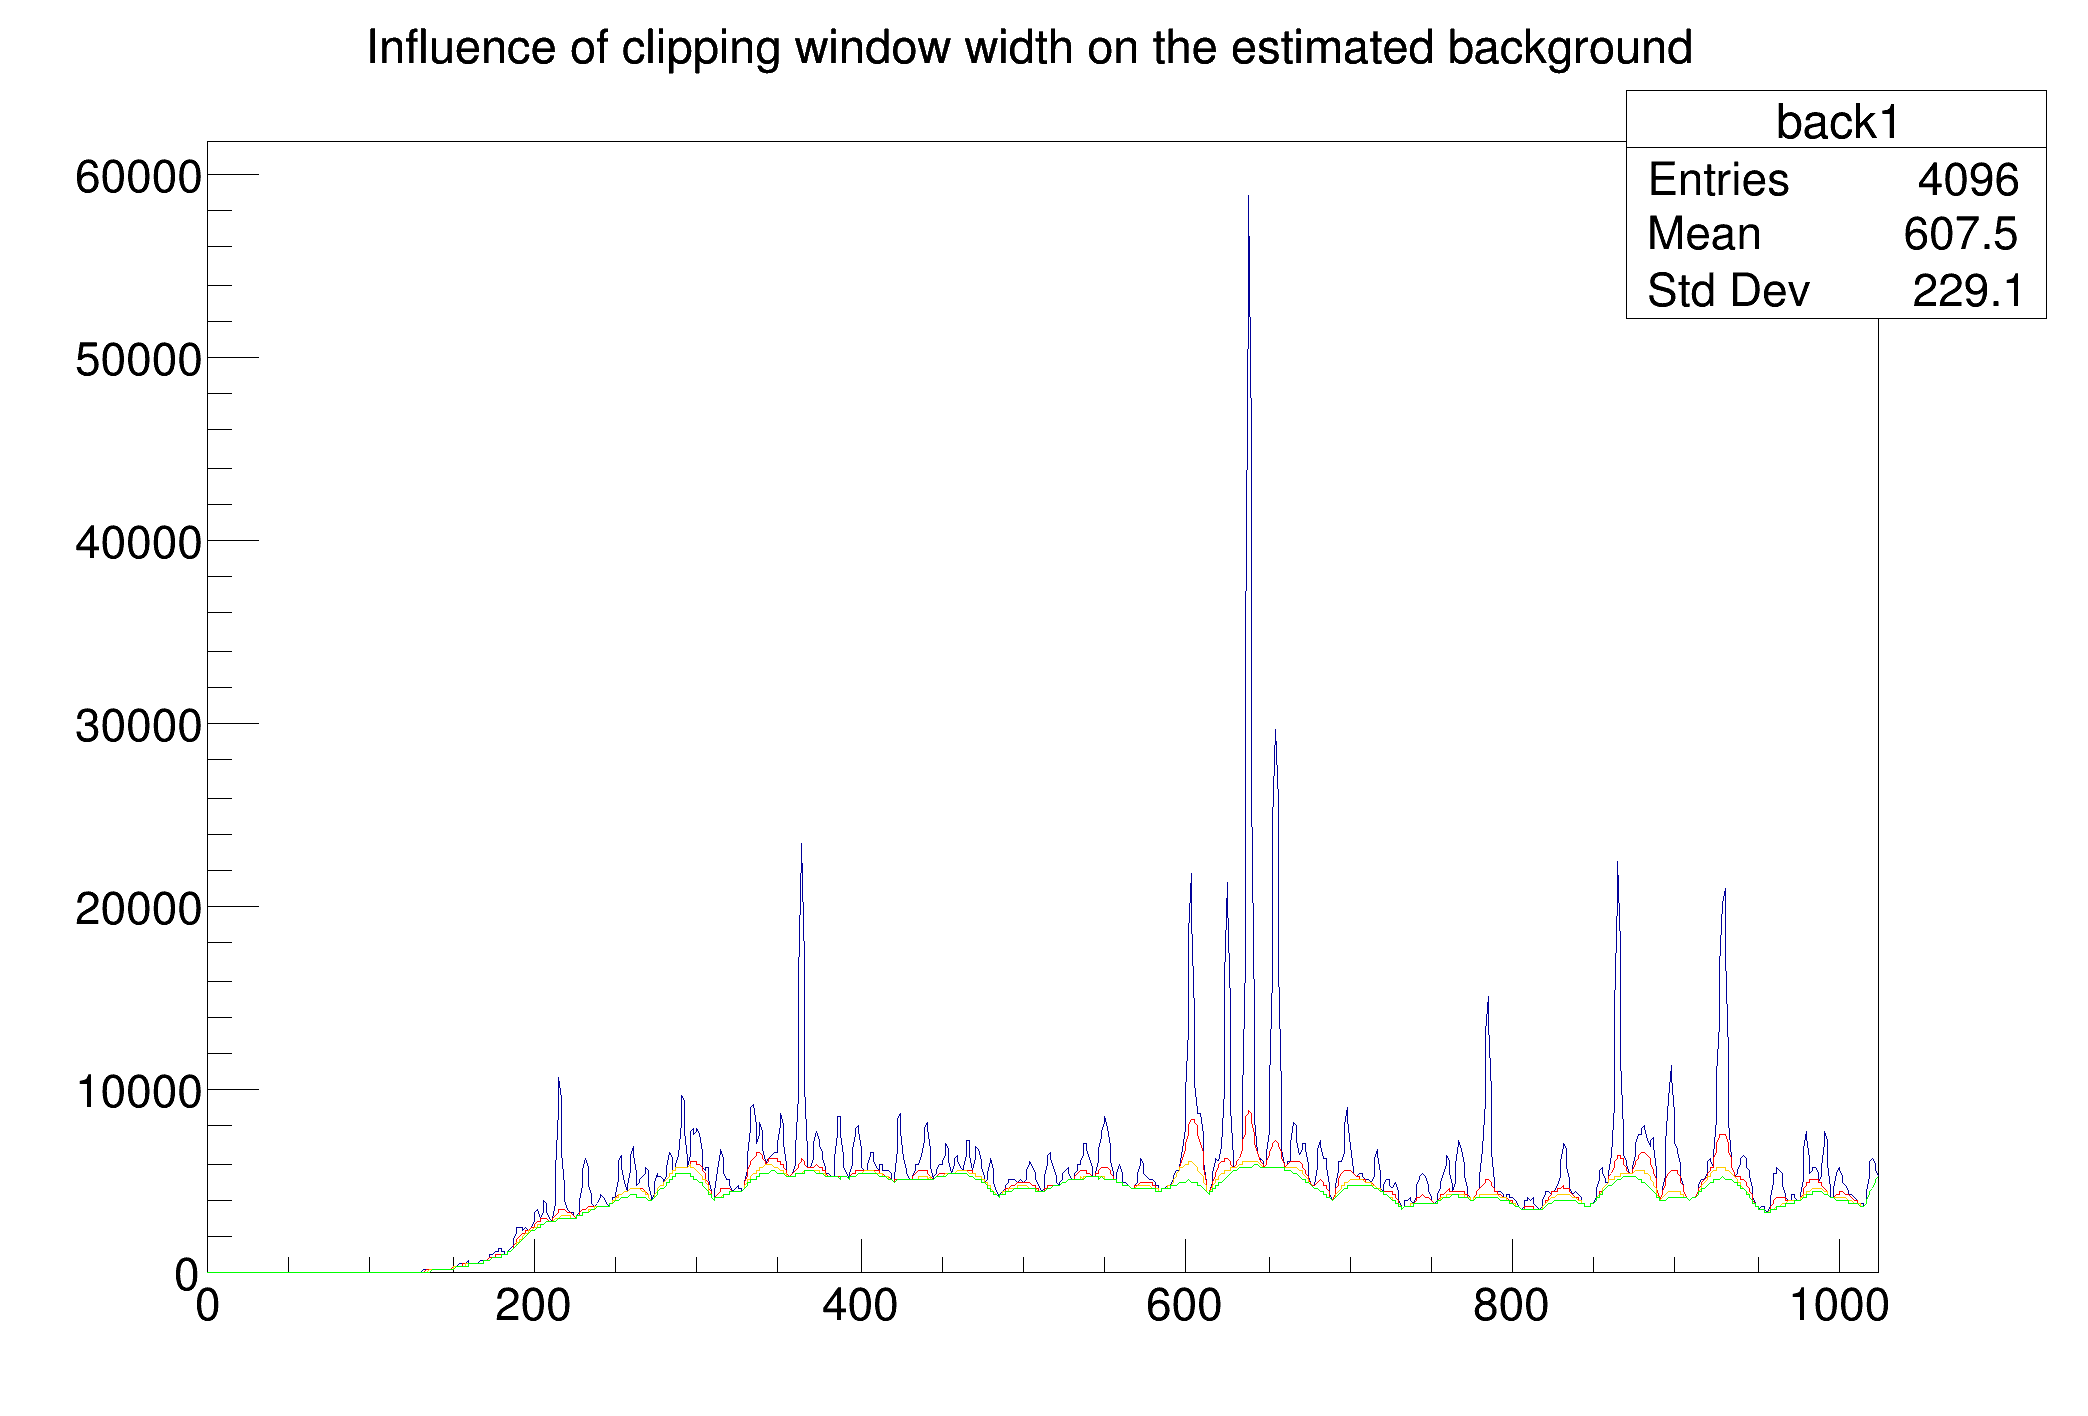 Influence of clipping window width on the estimated background
back1
Entries 4096
Mean 607.5
Std Dev 229.1
60000
50000
40000
30000
20000
10000
0
0 200 400 600 800 1000